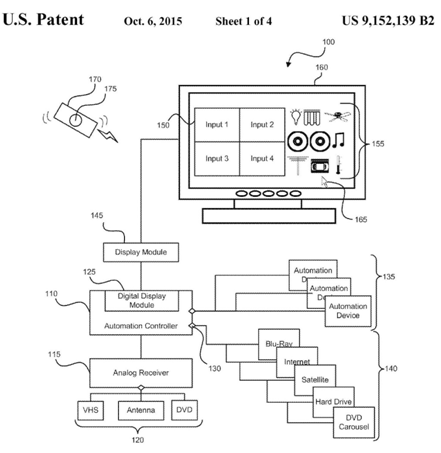 U.S. Patent Oct. 6, 2015 Sheet 1 of 4 US 9,152,139 B2
100
170
175
160
150
Input 1 Input 2
155
Input 3 Input 4
165
145
Display Module
125
Digital Display
Module
110
Automation Controller
130
Automation
Automation
Automation
Device
135
115
Analog Receiver
VHS Antenna DVD
120
Blu-Ray
Internet
Satellite
Hard Drive
DVD
Carousel
140